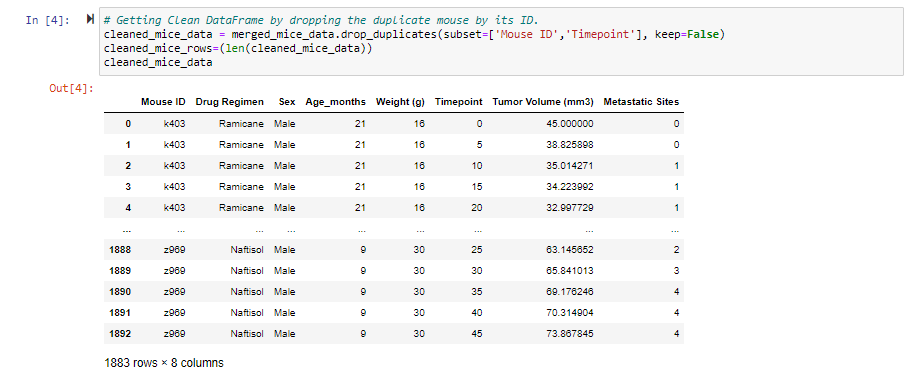 In [4]:
# Getting Clean DataFrame by dropping the duplicate mouse by its ID.
cleaned_mice_data = merged_mice_data.drop_duplicates(subset=['Mouse ID','Timepoint'], keep=False)
cleaned_mice_rows=(len(cleaned_mice_data))
cleaned_mice_data
Out[4]:
Mouse ID Drug Regimen Sex Age_months Weight (g) Timepoint Tumor Volume (mm3) Metastatic Sites
0 k403 Ramicane Male 21 16 0 45.000000 0
1 k403 Ramicane Male 21 16 5 38.825898 0
2 k403 Ramicane Male 21 16 10 35.014271 1
3 k403 Ramicane Male 21 16 15 34.223992 1
4 k403 Ramicane Male 21 16 20 32.997729 1
... ... ... ... ... ... ... ... ...
1888 z969 Naftisol Male 9 30 25 63.145652 2
1889 z969 Naftisol Male 9 30 30 65.841013 3
1890 z969 Naftisol Male 9 30 35 69.176246 4
1891 z969 Naftisol Male 9 30 40 70.314904 4
1892 z969 Naftisol Male 9 30 45 73.867845 4
1883 rows × 8 columns